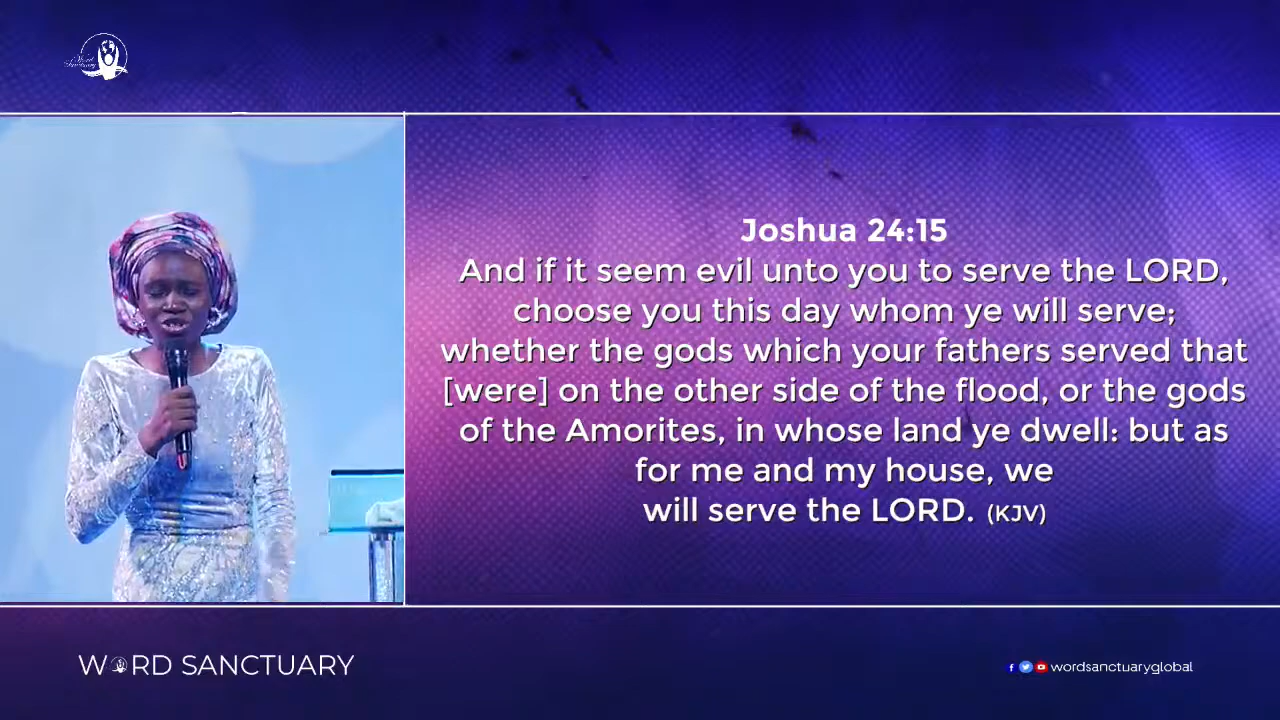 Word
Sanctuary
Joshua 24:15
And if it seem evil unto you to serve the LORD,
choose you this day whom ye will serve;
whether the gods which your fathers served that
[were] on the other side of the flood, or the gods
of the Amorites, in whose land ye dwell: but as
for me and my house, we
will serve the LORD. (KJV)
WORD SANCTUARY
wordsanctuaryglobal